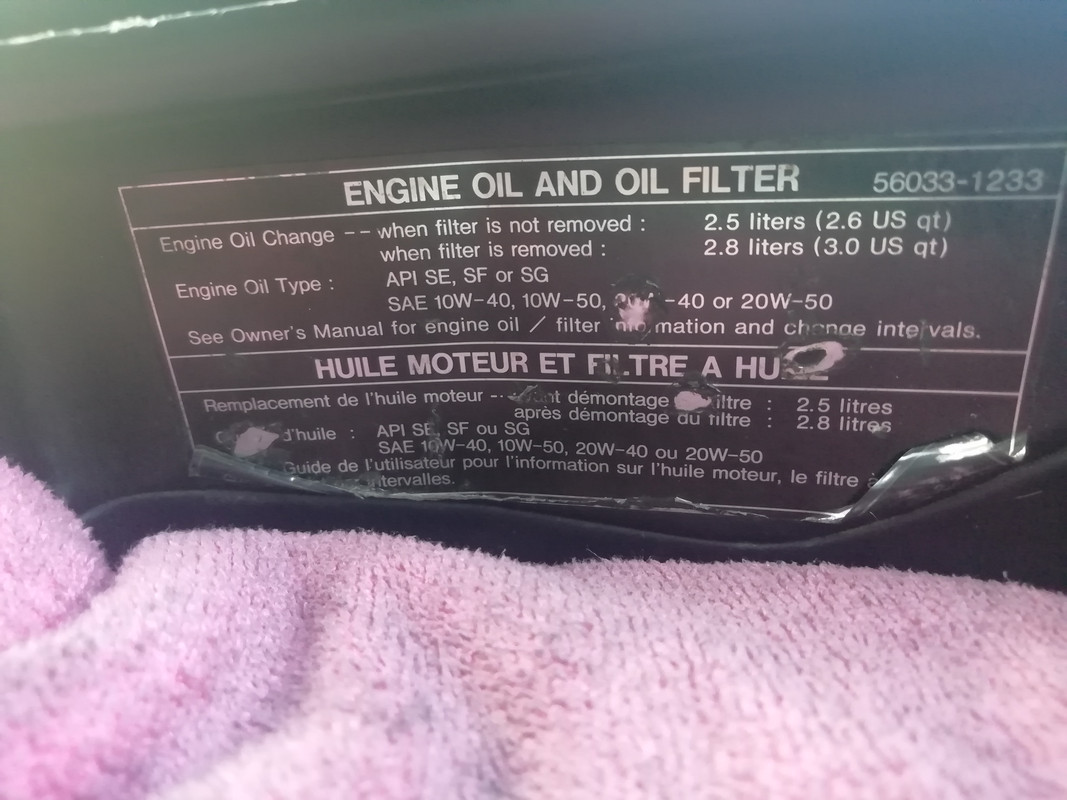 ENGINE OIL AND OIL FILTER 56033-1233
Engine Oil Change -- when filter is not removed : 2.5 liters (2.6 US qt)
when filter is removed : 2.8 liters (3.0 US qt)
Engine Oil Type : API SE, SF or SG
SAE 10W-40, 10W-50, -40 or 20W-50
See Owner's Manual for engine oil / filter and change intervals.
HUILE MOTEUR ET FILTRE A
Remplacement de l'huile moteur -- démontage : 2.5 litres
après démontage du filtre : 2.8 litres
d'huile : API SE, SF ou SG
SAE 10W-40, 10W-50, 20W-40 ou 20W-50
Guide de l'utilisateur pour l'information sur l'huile moteur, le filtre
intervalles.